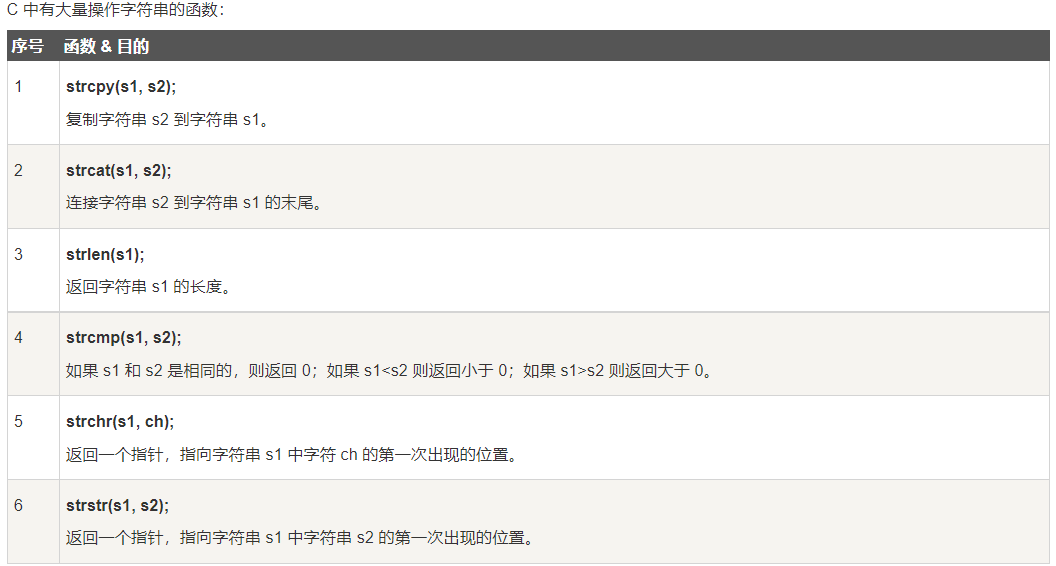 C 中有大量操作字符串的函数：
序号 函数 & 目的
1 strcpy(s1, s2);
复制字符串 s2 到字符串 s1。
2 strcat(s1, s2);
连接字符串 s2 到字符串 s1 的末尾。
3 strlen(s1);
返回字符串 s1 的长度。
4 strcmp(s1, s2);
如果 s1 和 s2 是相同的，则返回 0；如果 s1<s2 则返回小于 0；如果 s1>s2 则返回大于 0。
5 strchr(s1, ch);
返回一个指针，指向字符串 s1 中字符 ch 的第一次出现的位置。
6 strstr(s1, s2);
返回一个指针，指向字符串 s1 中字符串 s2 的第一次出现的位置。